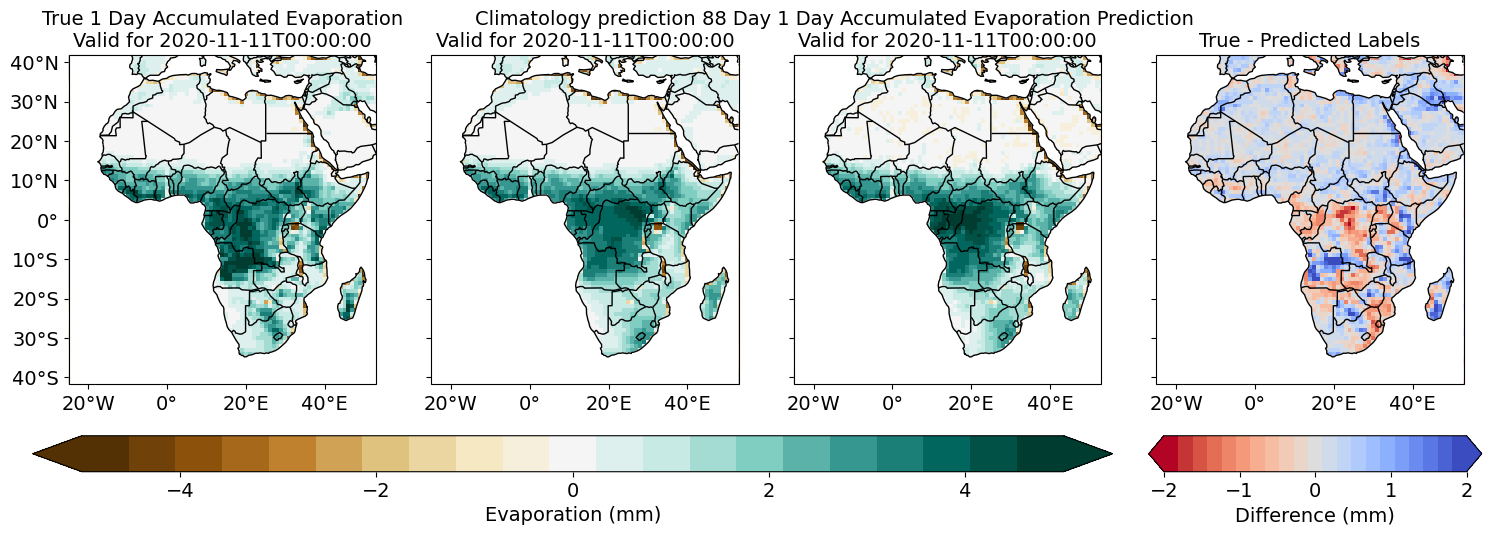 True 1 Day Accumulated Evaporation
Valid for 2020-11-11T00:00:00
Climatology prediction 88 Day 1 Day Accumulated Evaporation Prediction
Valid for 2020-11-11T00:00:00
Valid for 2020-11-11T00:00:00
True - Predicted Labels
40°N
30°N
20°N
10°N
0°
10°S
20°S
30°S
40°S
20°W 0° 20°E 40°E
20°W 0° 20°E 40°E
20°W 0° 20°E 40°E
20°W 0° 20°E 40°E
−4 −2 0 2 4
Evaporation (mm)
−2 −1 0 1 2
Difference (mm)